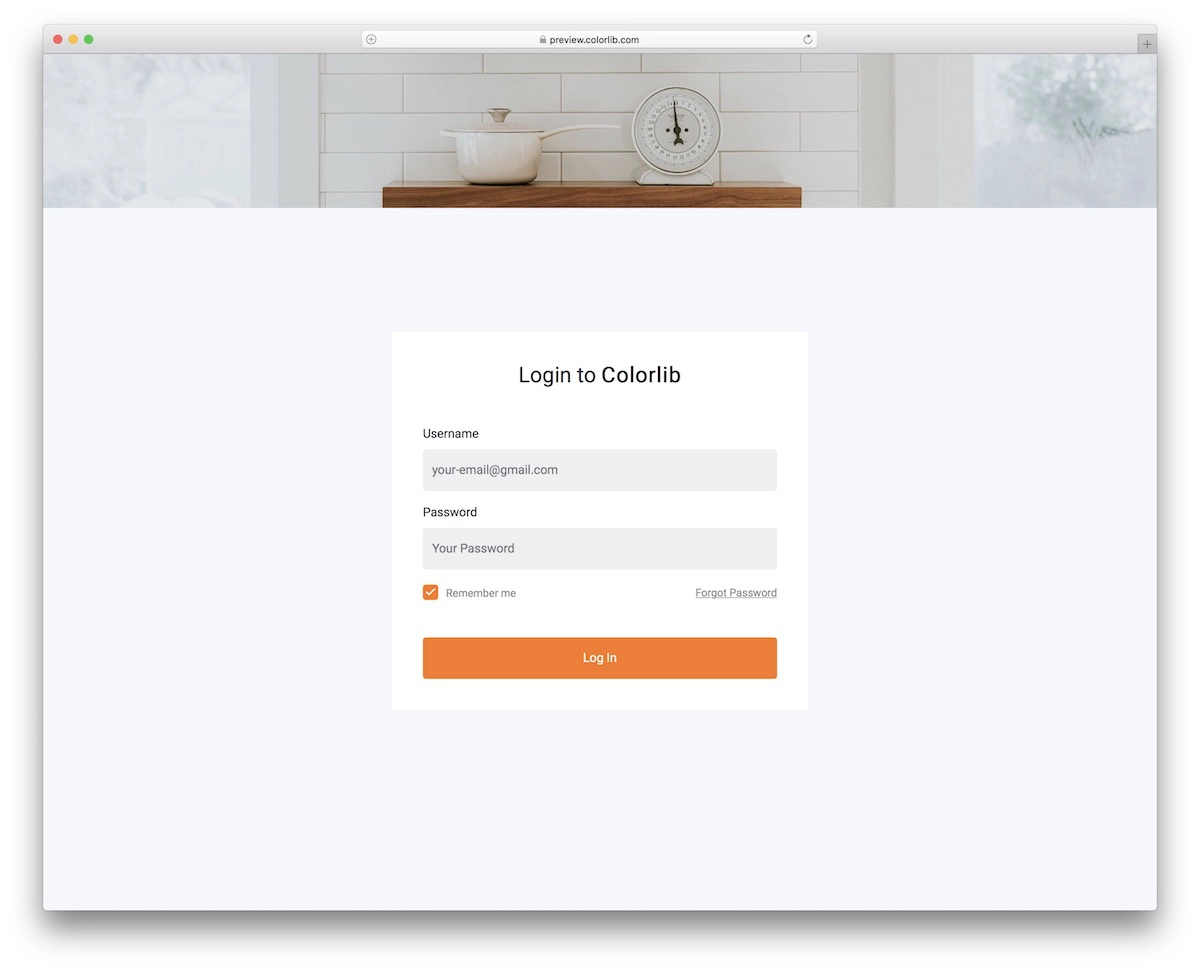 preview.colorlib.com
Login to Colorlib
Username
your-email@gmail.com
Password
Your Password
Remember me
Forgot Password
Log In